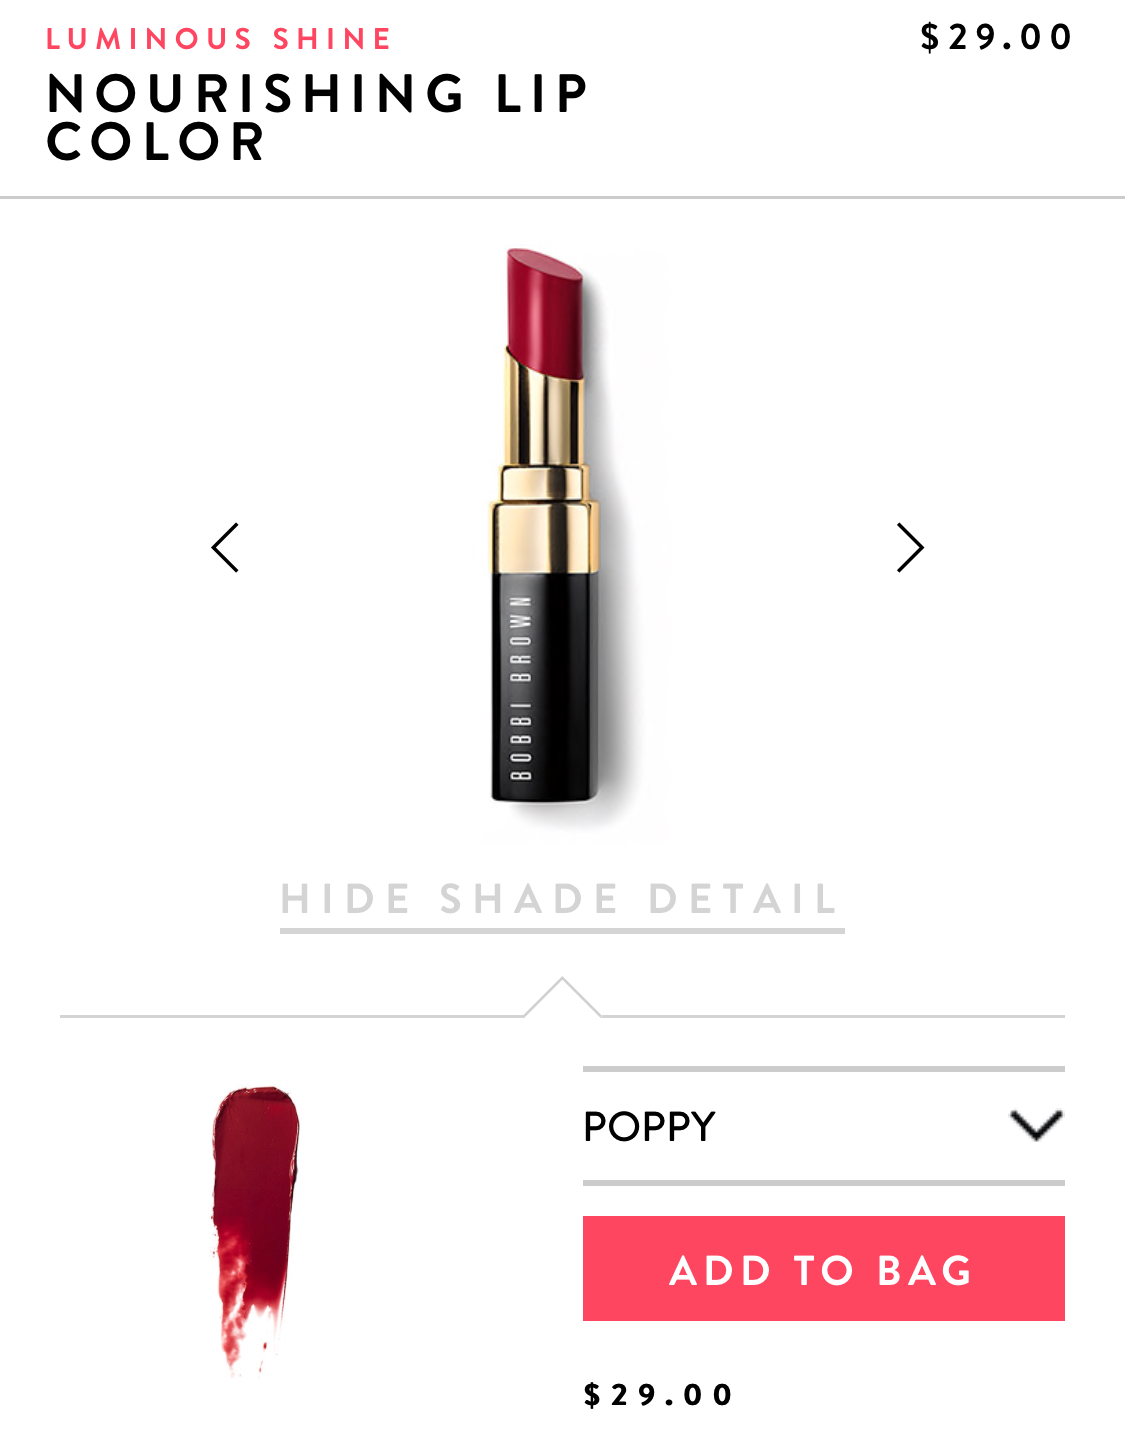 LUMINOUS SHINE
$29.00
NOURISHING LIP
COLOR
BOBBI BROWN
HIDE SHADE DETAIL
POPPY
ADD TO BAG
$29.00